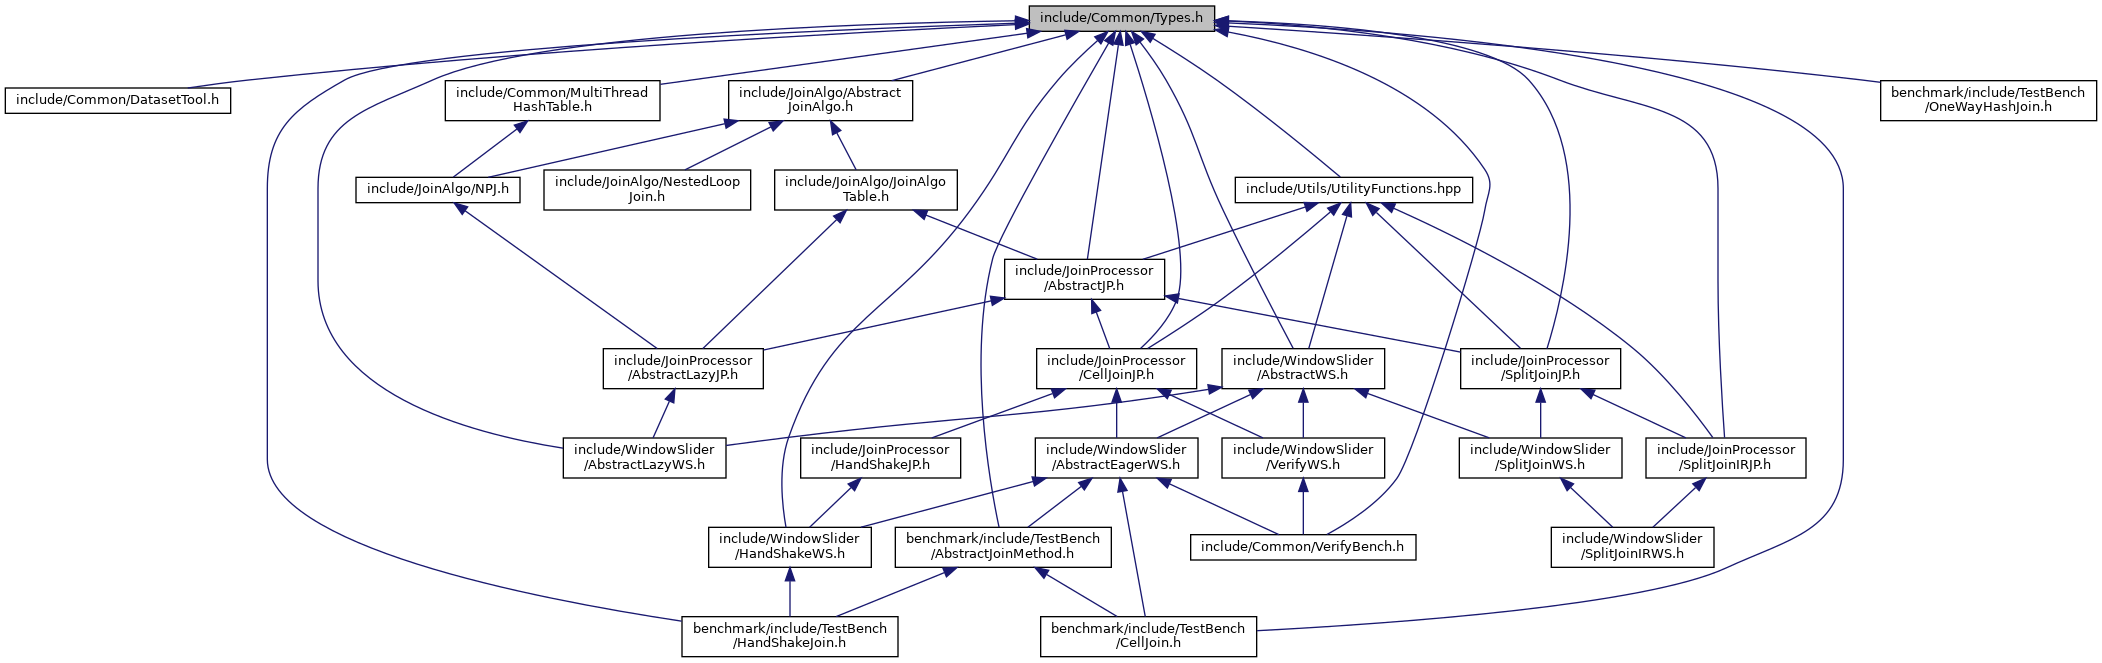 include/Common/Types.h
include/Common/DatasetTool.h
include/Common/MultiThread
HashTable.h
include/JoinAlgo/Abstract
JoinAlgo.h
benchmark/include/TestBench
/OneWayHashJoin.h
include/JoinAlgo/NPJ.h
include/JoinAlgo/NestedLoop
Join.h
include/JoinAlgo/JoinAlgo
Table.h
include/Utils/UtilityFunctions.hpp
include/JoinProcessor
/AbstractJP.h
include/JoinProcessor
/AbstractLazyJP.h
include/JoinProcessor
/CellJoinJP.h
include/WindowSlider
/AbstractWS.h
include/JoinProcessor
/SplitJoinJP.h
include/WindowSlider
/AbstractLazyWS.h
include/JoinProcessor
/HandShakeJP.h
include/WindowSlider
/AbstractEagerWS.h
include/WindowSlider
/VerifyWS.h
include/WindowSlider
/SplitJoinWS.h
include/JoinProcessor
/SplitJoinIRJP.h
include/WindowSlider
/HandShakeWS.h
benchmark/include/TestBench
/AbstractJoinMethod.h
include/Common/VerifyBench.h
include/WindowSlider
/SplitJoinIRWS.h
benchmark/include/TestBench
/HandShakeJoin.h
benchmark/include/TestBench
/CellJoin.h